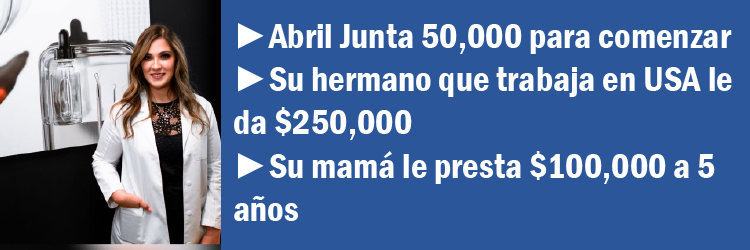 ►Abril Junta 50,000 para comenzar
►Su hermano que trabaja en USA le
da $250,000
►Su mamá le presta $100,000 a 5
años